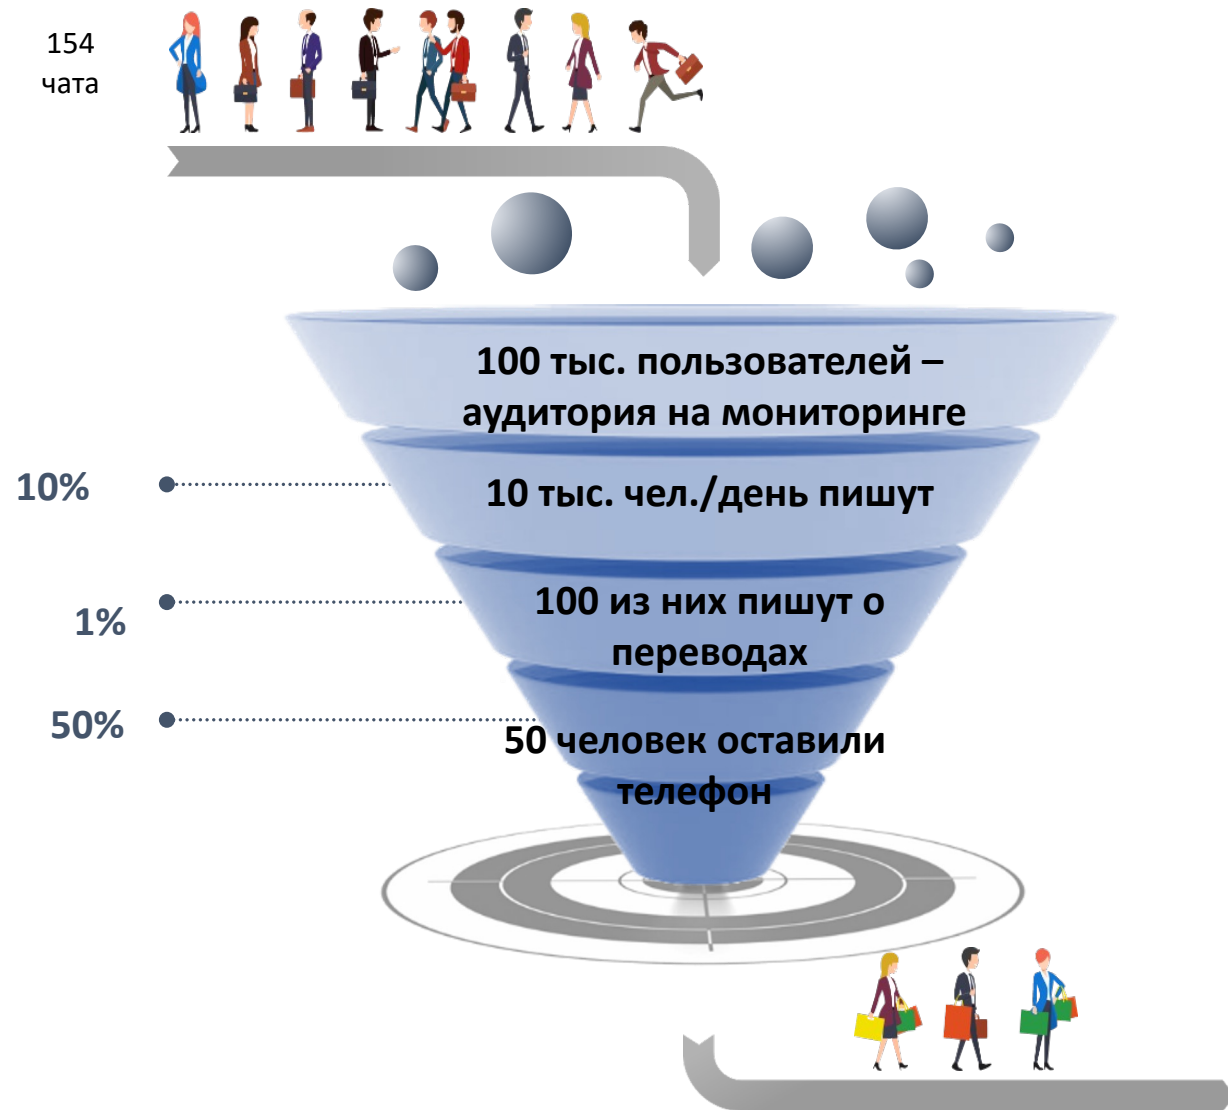 154
чата
100 тыс. пользователей –
аудитория на мониторинге
10%
10 тыс. чел./день пишут
1%
100 из них пишут о
переводах
50%
50 человек оставили
телефон